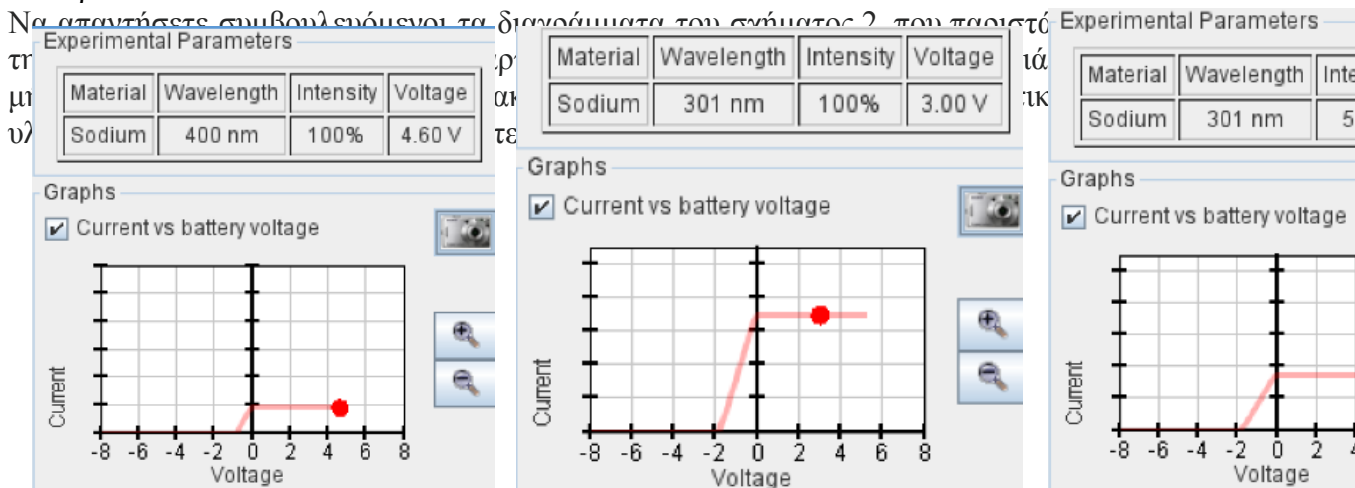 Να απαντήσετε συμβουλευόμενοι τα διαγράμματα του σχήματος 2, που
Experimental Parameters
Material Wavelength Intensity Voltage
Sodium 400 nm 100% 4.60 V
Graphs
Current vs battery voltage
Current
-8 -6 -4 -2 0 2 4 6 8
Voltage
Material Wavelength Intensity Voltage
Sodium 301 nm 100% 3.00 V
Graphs
Current vs battery voltage
Current
-8 -6 -4 -2 0 2 4 6 8
Voltage
Experimental Parameters
Material Wavelength
Sodium 301 nm
Graphs
Current vs battery voltage
Current
-8 -6 -4 -2 0 2
Voltage